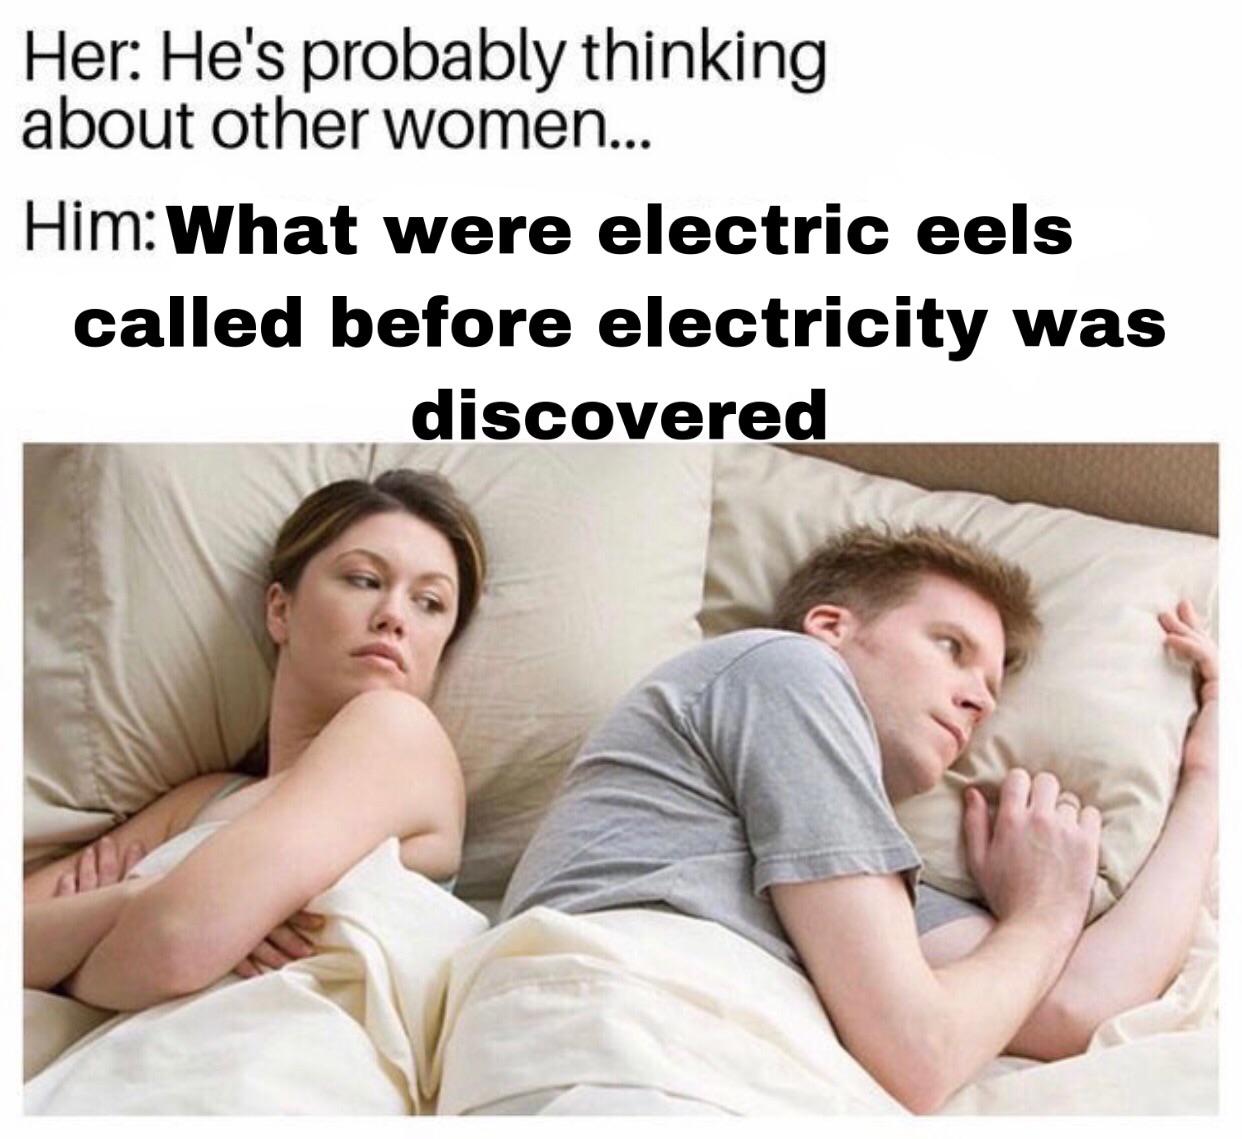 Her: He's probably thinking
about other women...
Him: What were electric eels
called before electricity was
discovered